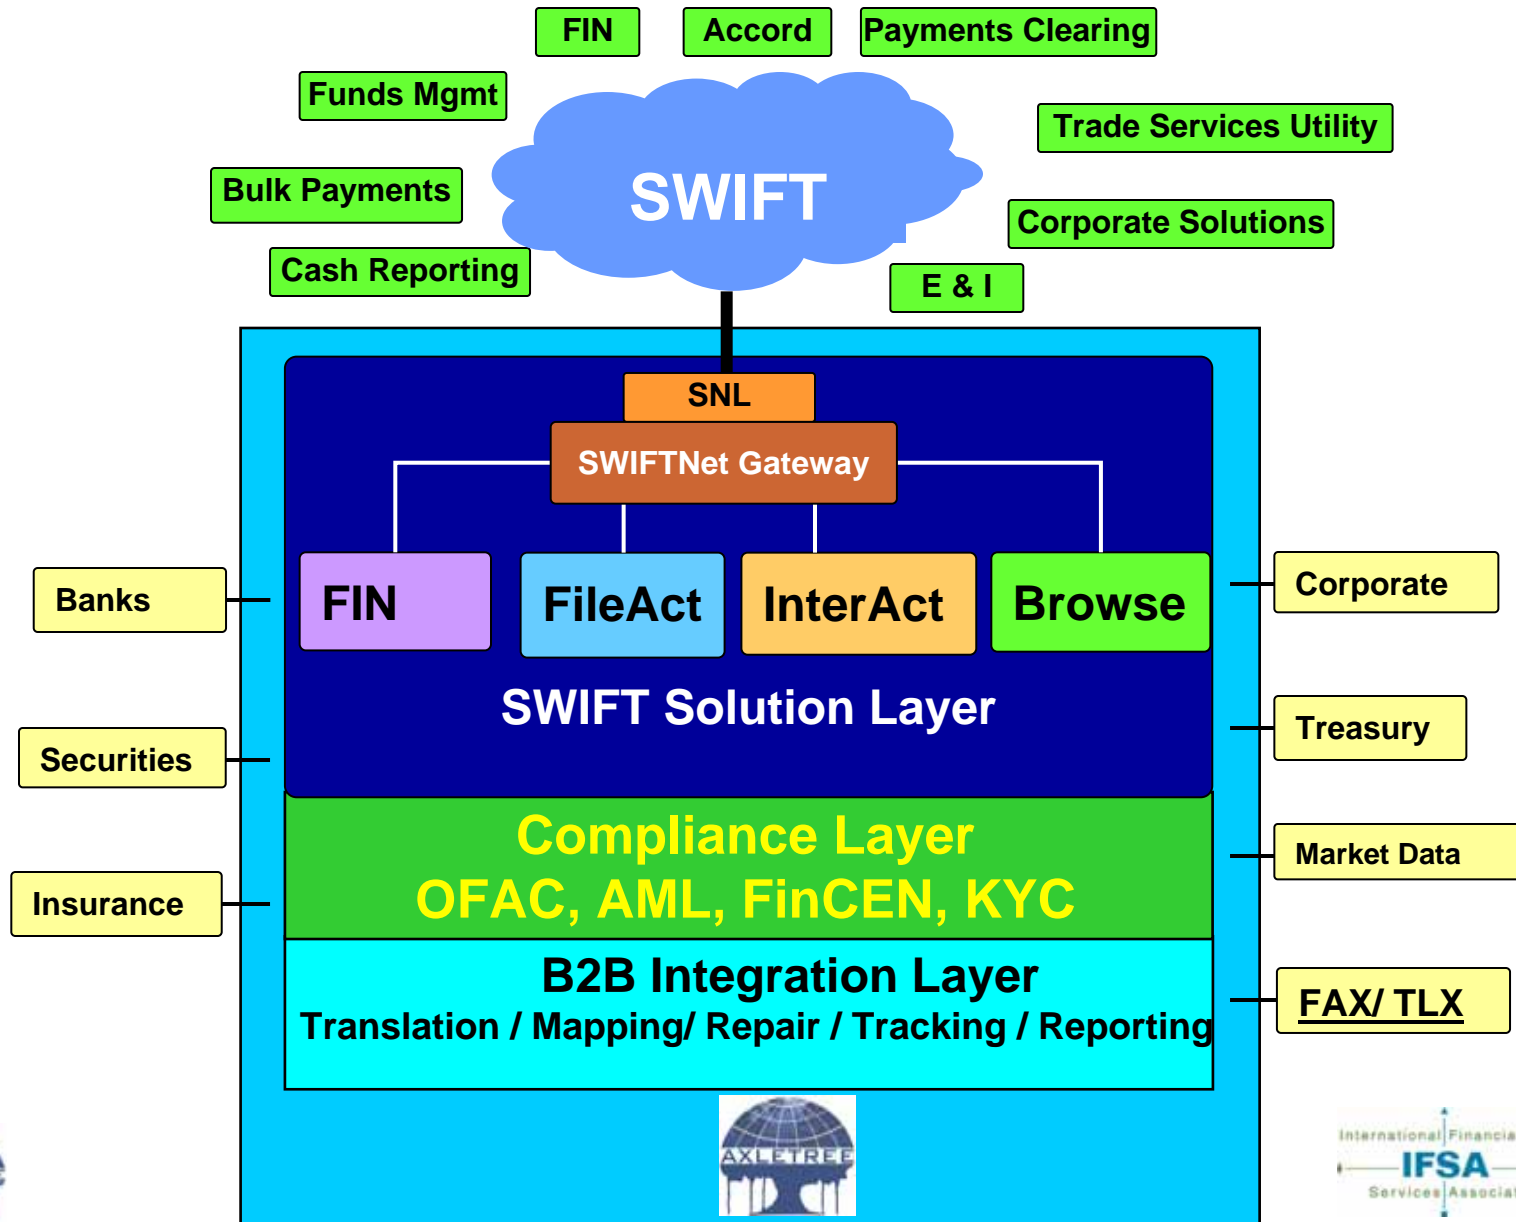 FIN
Accord
Payments Clearing
Funds Mgmt
Trade Services Utility
SWIFT
Bulk Payments
Corporate Solutions
Cash Reporting
E & I
SNL
SWIFTNet Gateway
FIN
FileAct
InterAct
Browse
Banks
Corporate
SWIFT Solution Layer
Treasury
Securities
Compliance Layer
OFAC, AML, FinCEN, KYC
Market Data
Insurance
B2B Integration Layer
Translation / Mapping/ Repair / Tracking / Reporting
FAX/ TLX
AXLETREE
International Financia
IFSA
Services Associat